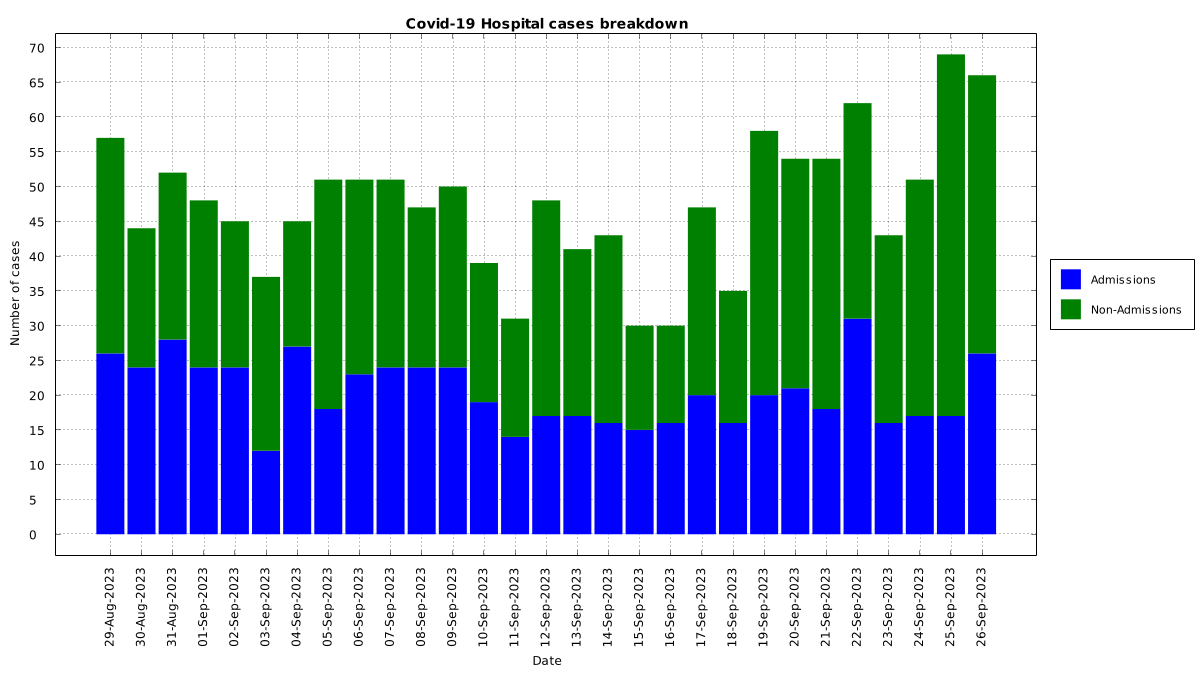 Covid-19 Hospital cases breakdown
70
65
60
55
50
45
40
35
30
25
20
15
10
5
0
Number of cases
29-Aug-2023
30-Aug-2023
31-Aug-2023
01-Sep-2023
02-Sep-2023
03-Sep-2023
04-Sep-2023
05-Sep-2023
06-Sep-2023
07-Sep-2023
08-Sep-2023
09-Sep-2023
10-Sep-2023
11-Sep-2023
12-Sep-2023
13-Sep-2023
14-Sep-2023
15-Sep-2023
16-Sep-2023
17-Sep-2023
18-Sep-2023
19-Sep-2023
20-Sep-2023
21-Sep-2023
22-Sep-2023
23-Sep-2023
24-Sep-2023
25-Sep-2023
26-Sep-2023
Date
Admissions
Non-Admissions